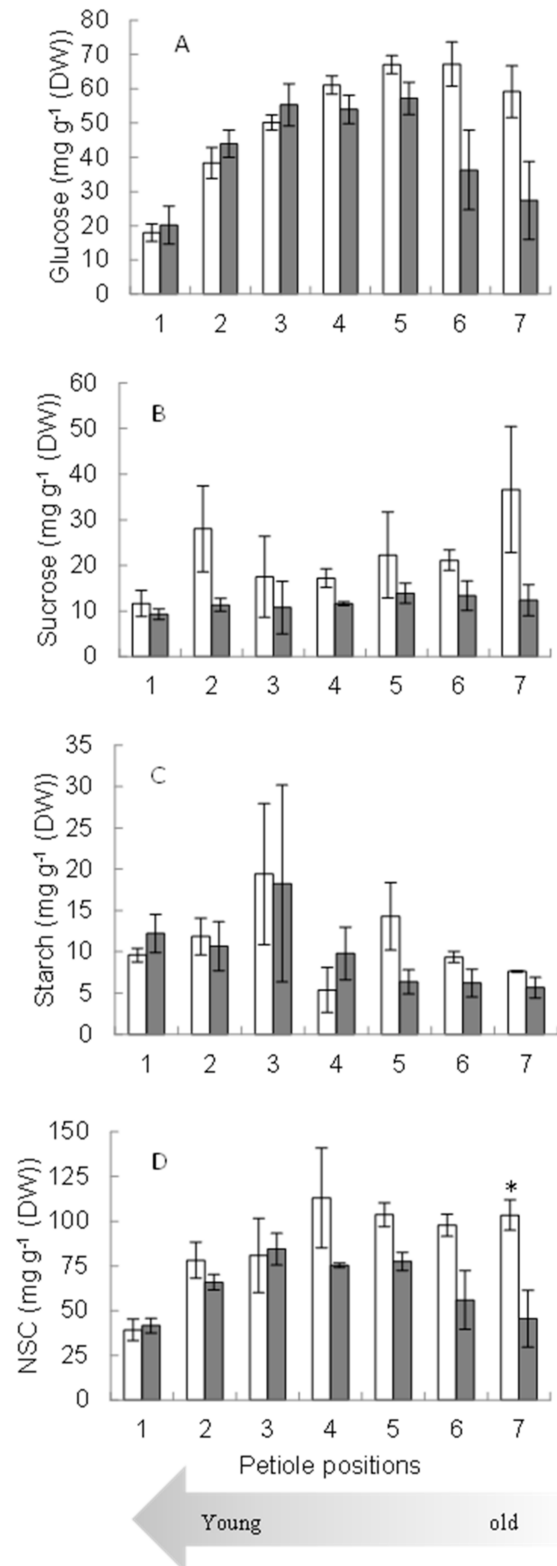 A
Glucose (mg g-1 (DW))
80
70
60
50
40
30
20
10
0
1 2 3 4 5 6 7
B
Sucrose (mg g-1 (DW))
60
50
40
30
20
10
0
1 2 3 4 5 6 7
C
Starch (mg g-1 (DW))
35
30
25
20
15
10
5
0
1 2 3 4 5 6 7
D
NSC (mg g-1 (DW))
150
125
100
75
50
25
0
*
1 2 3 4 5 6 7
Petiole positions
Young old